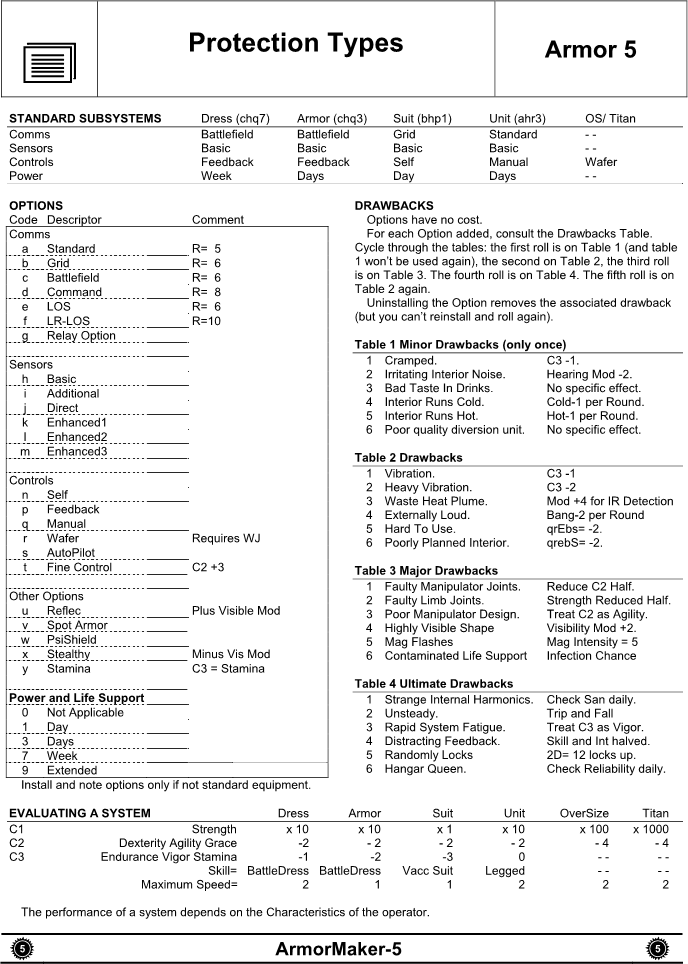 Protection Types
Armor 5
STANDARD SUBSYSTEMS Dress (chq7) Armor (chq3) Suit (bhp1) Unit (ahr3) OS/ Titan
Comms Battlefield Battlefield Grid Standard - -
Sensors Basic Basic Basic Basic - -
Controls Feedback Feedback Self Manual Wafer
Power Week Days Day Days - -
OPTIONS
Code Descriptor Comment
Comms
a Standard R= 5
b Grid R= 6
c Battlefield R= 6
d Command R= 8
e LOS R= 6
f LR-LOS R=10
g Relay Option
Sensors
h Basic
i Additional
j Direct
k Enhanced1
l Enhanced2
m Enhanced3
Controls
n Self
p Feedback
q Manual
r Wafer Requires WJ
s AutoPilot
t Fine Control C2 +3
Other Options
u Reflec Plus Visible Mod
v Spot Armor
w PsiShield
x Stealthy Minus Vis Mod
y Stamina C3 = Stamina
Power and Life Support
0 Not Applicable
1 Day
3 Days
7 Week
9 Extended
Install and note options only if not standard equipment.
DRAWBACKS
Options have no cost.
For each Option added, consult the Drawbacks Table.
Cycle through the tables: the first roll is on Table 1 (and table
1 won't be used again), the second on Table 2, the third roll
is on Table 3. The fourth roll is on Table 4. The fifth roll is on
Table 2 again.
Uninstalling the Option removes the associated drawback
(but you can't reinstall and roll again).
Table 1 Minor Drawbacks (only once)
1 Cramped. C3 -1.
2 Irritating Interior Noise. Hearing Mod -2.
3 Bad Taste In Drinks. No specific effect.
4 Interior Runs Cold. Cold-1 per Round.
5 Interior Runs Hot. Hot-1 per Round.
6 Poor quality diversion unit. No specific effect.
Table 2 Drawbacks
1 Vibration. C3 -1
2 Heavy Vibration. C3 -2
3 Waste Heat Plume. Mod +4 for IR Detection
4 Externally Loud. Bang-2 per Round
5 Hard To Use. qrEbs= -2.
6 Poorly Planned Interior. qrebS= -2.
Table 3 Major Drawbacks
1 Faulty Manipulator Joints. Reduce C2 Half.
2 Faulty Limb Joints. Strength Reduced Half.
3 Poor Manipulator Design. Treat C2 as Agility.
4 Highly Visible Shape Visibility Mod +2.
5 Mag Flashes Mag Intensity = 5
6 Contaminated Life Support Infection Chance
Table 4 Ultimate Drawbacks
1 Strange Internal Harmonics. Check San daily.
2 Unsteady. Trip and Fall
3 Rapid System Fatigue. Treat C3 as Vigor.
4 Distracting Feedback. Skill and Int halved.
5 Randomly Locks 2D= 12 locks up.
6 Hangar Queen. Check Reliability daily.
EVALUATING A SYSTEM Dress Armor Suit Unit OverSize Titan
C1 Strength x 10 x 10 x 1 x 10 x 100 x 1000
C2 Dexterity Agility Grace -2 - 2 - 2 - 2 - 4 - 4
C3 Endurance Vigor Stamina -1 -2 -3 0 - - - -
Skill= BattleDress BattleDress Vacc Suit Legged - - - -
Maximum Speed= 2 1 1 2 2 2
The performance of a system depends on the Characteristics of the operator.
5 ArmorMaker-5 5